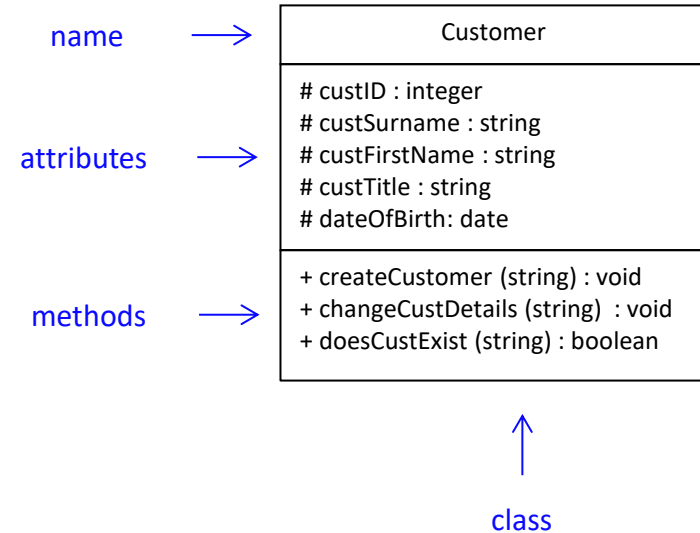 name
Customer
attributes
# custID : integer
# custSurname : string
# custFirstName : string
# custTitle : string
# dateOfBirth: date
methods
+ createCustomer (string) : void
+ changeCustDetails (string)  : void
+ doesCustExist (string) : boolean
class